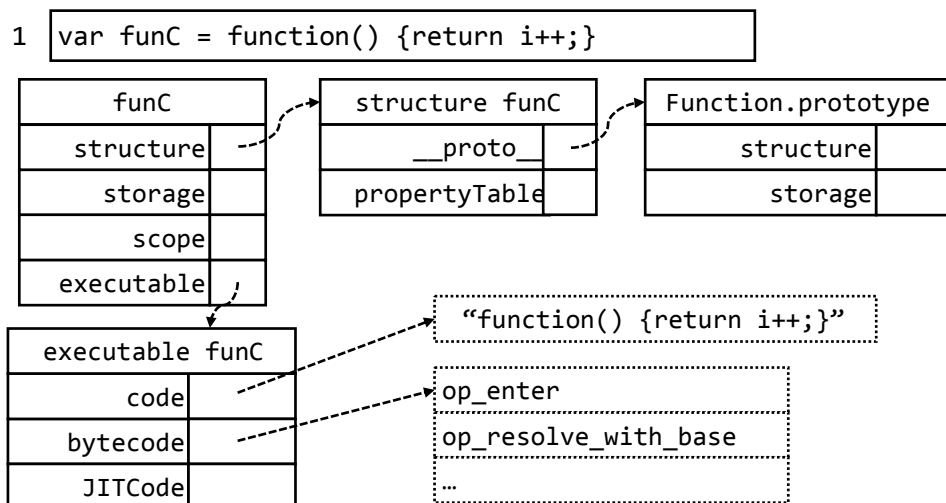 1 var funC = function() {return i++;}
funC
structure
storage
scope
executable
structure funC
__proto__
propertyTable
Function.prototype
structure
storage
executable funC
code
bytecode
JITCode
“function() {return i++;}”
op_enter
op_resolve_with_base
…